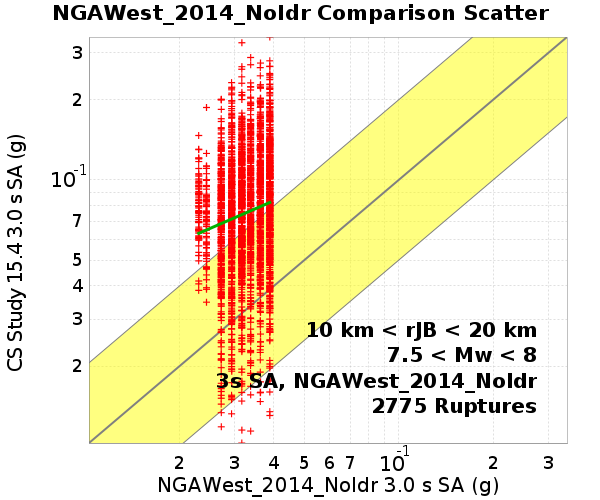 NGAWest_2014_NoIdr Comparison Scatter
CS Study 15.4 3.0 s SA (g)
3
2
10-1
7
5
4
3
2
10 km < rJB < 20 km
7.5 < Mw < 8
3s SA, NGAWest_2014_NoIdr
2775 Ruptures
2 3 4 5 6 7 10-1 2 3
NGAWest_2014_NoIdr 3.0 s SA (g)